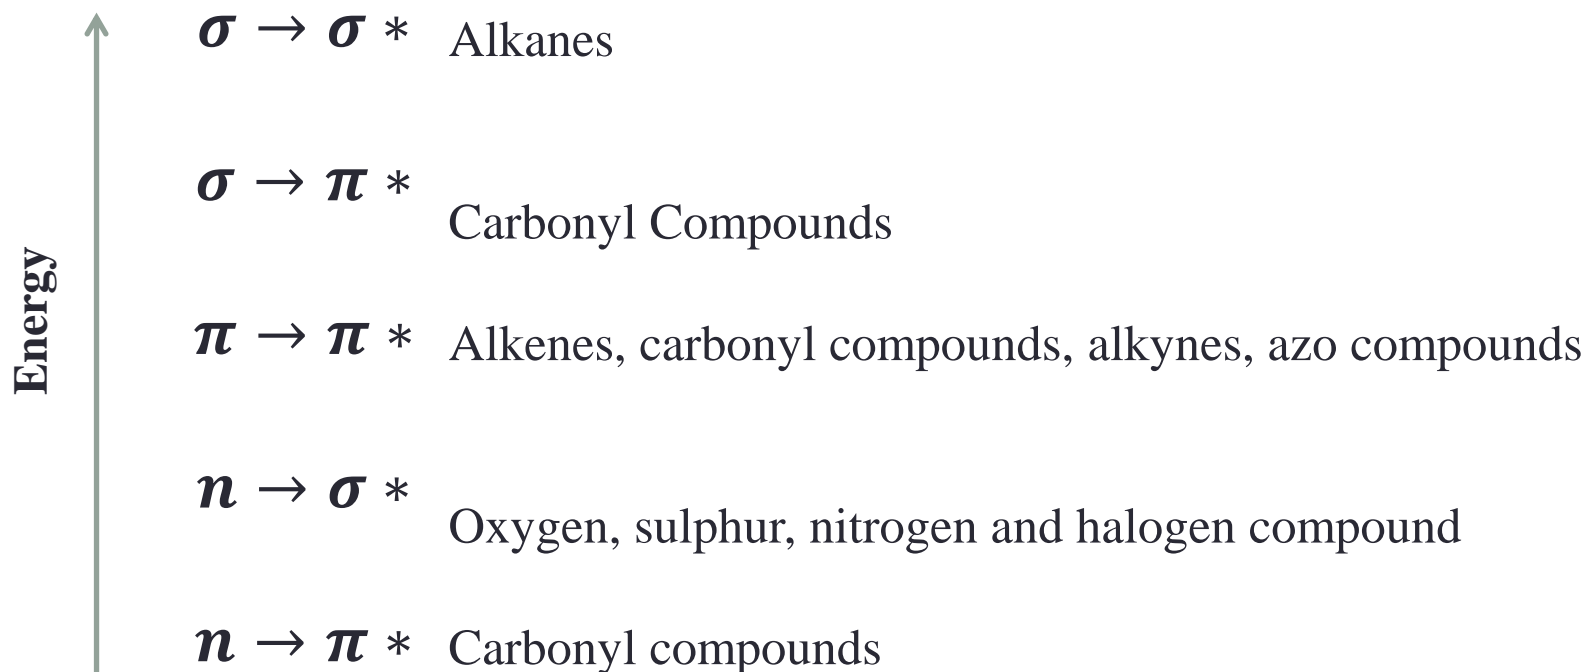 σ → σ * Alkanes
σ → π *
Carbonyl Compounds
Energy
π → π * Alkenes, carbonyl compounds, alkynes, azo compounds
n → σ *
Oxygen, sulphur, nitrogen and halogen compound
n → π * Carbonyl compounds